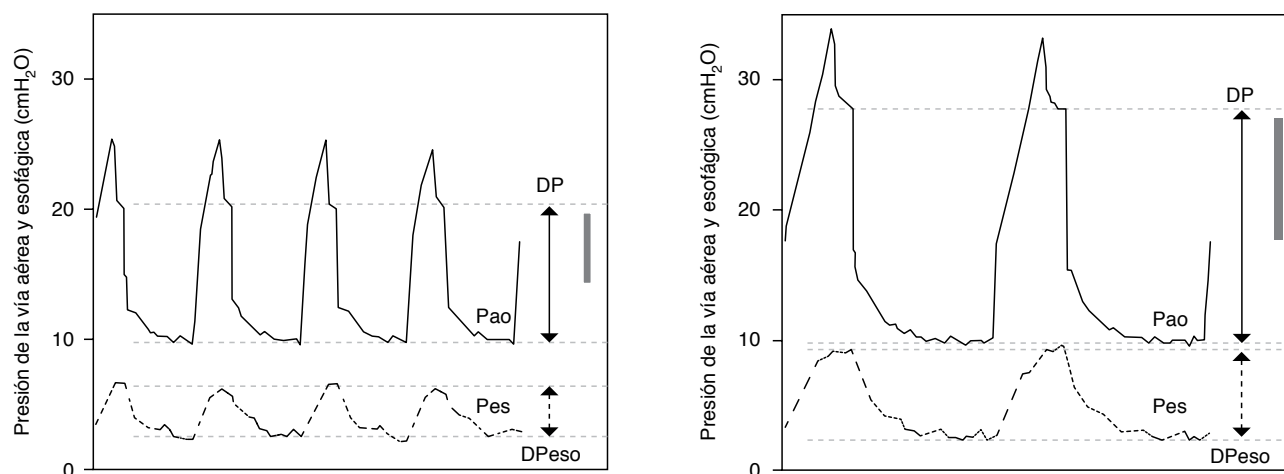 Presión de la vía aérea y esofágica (cmH2O)
30
20
10
0
DP
Pao
Pes
DPeso
Presión de la vía aérea y esofágica (cmH2O)
30
20
10
0
DP
Pao
Pes
DPeso